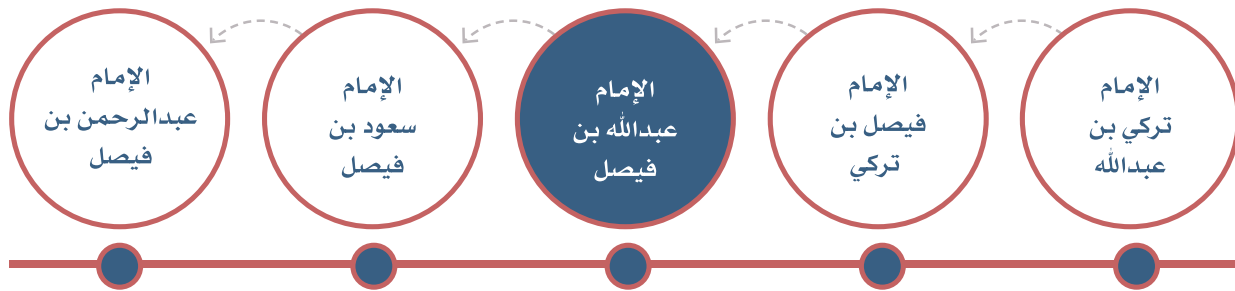 الإمام
تركي بن
عبدالله
الإمام
فيصل بن
تركي
الإمام
عبدالله بن
فيصل
الإمام
سعود بن
فيصل
الإمام
عبدالرحمن بن
فيصل